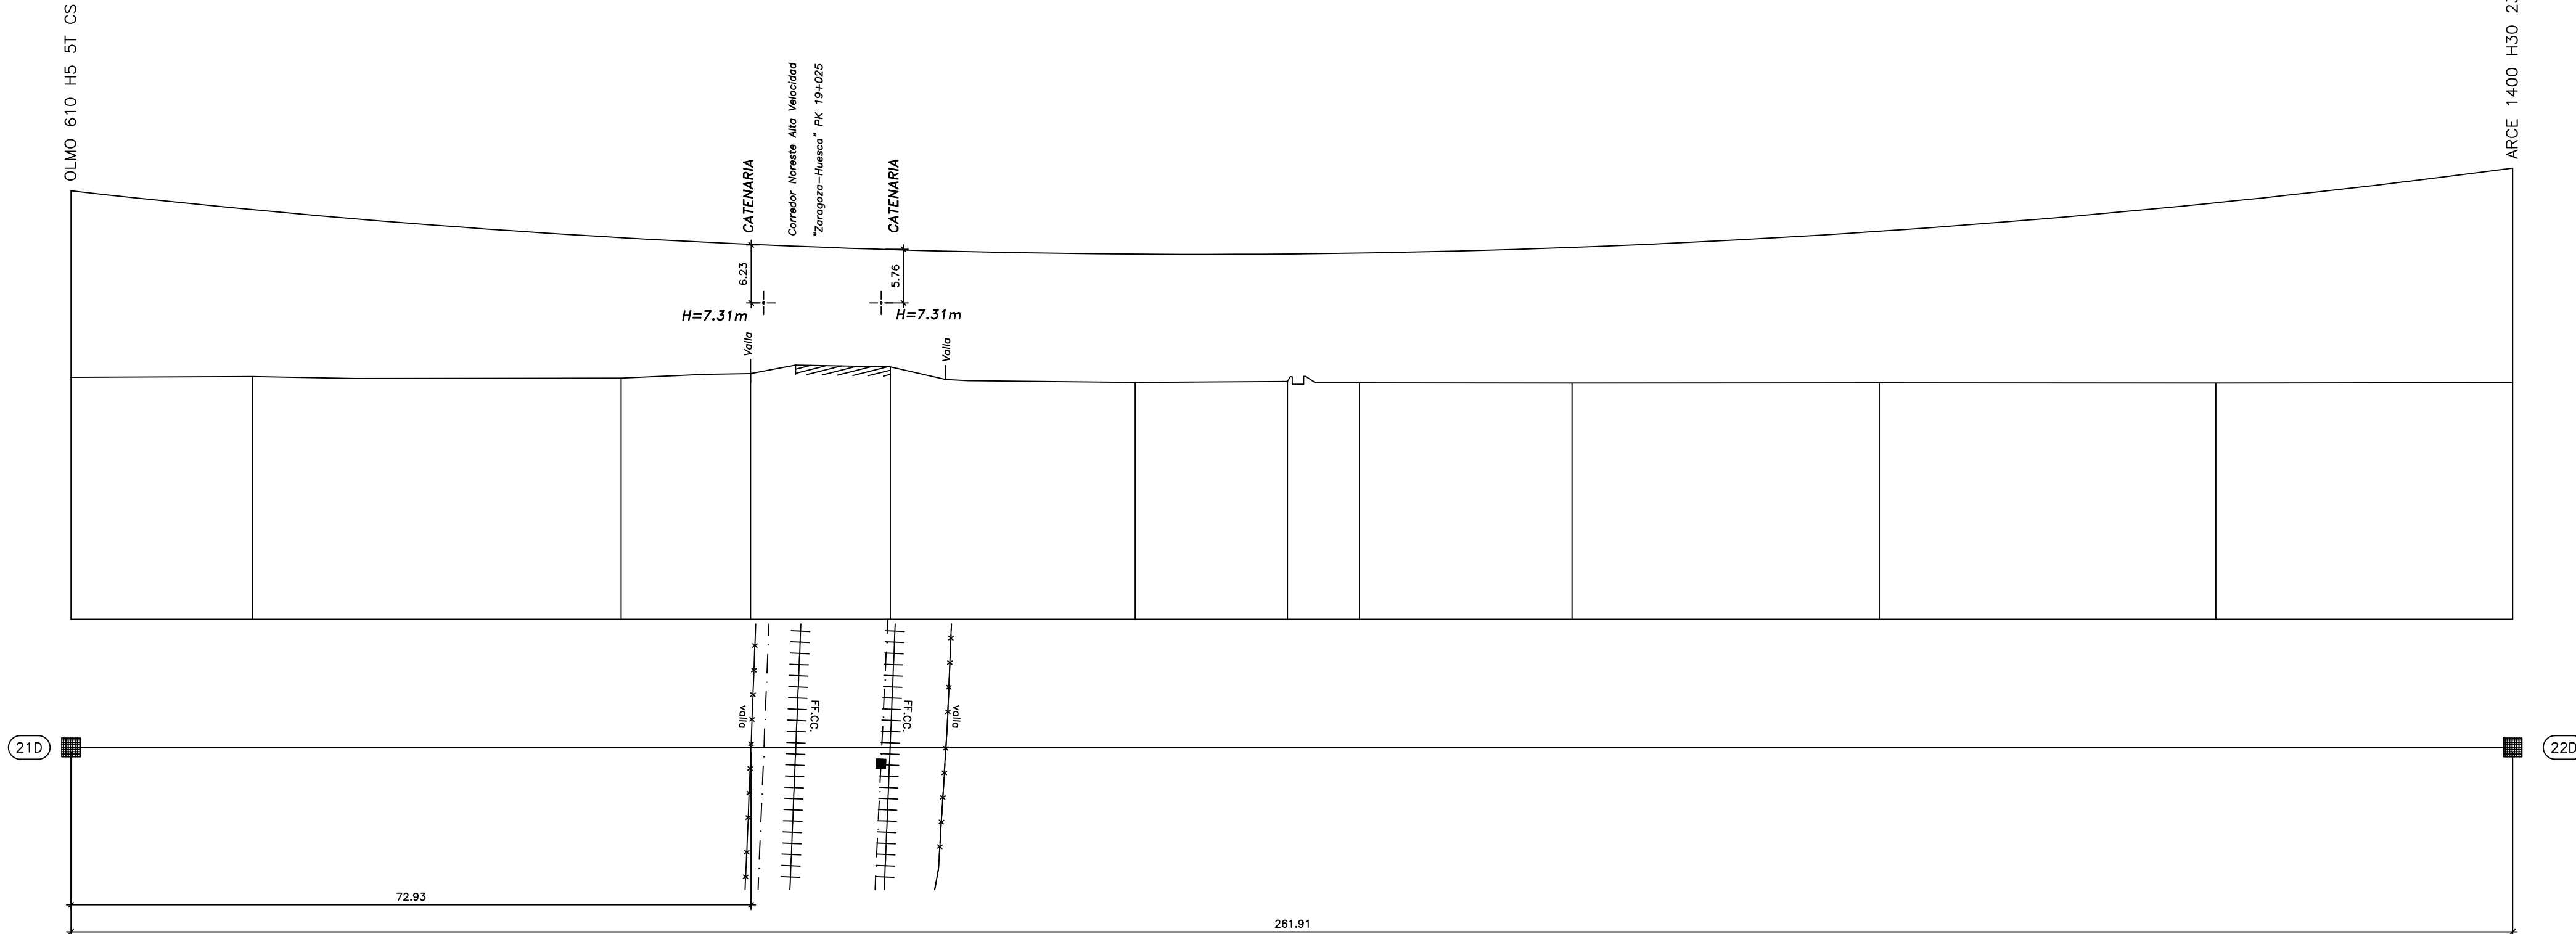 OLMO 610 H5 5T CS
Corredor Noreste Alta Velocidad
"Zaragoza-Huesca" PK 19+025
CATENARIA
CATENARIA
ARCE 1400 H30
6.23
5.76
H=7.31m
H=7.31m
Valla
Valla
valla
FF.CC.
FF.CC.
valla
21D
22D
72.93
261.91